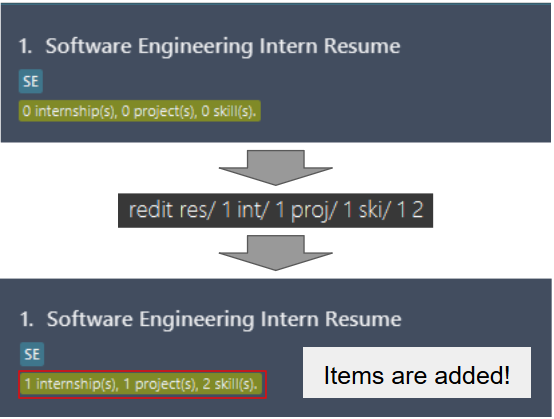 1. Software Engineering Intern Resume
SE
0 internship(s), 0 project(s), 0 skill(s).
redit res/ 1 int/ 1 proj/ 1 ski/ 1 2
1. Software Engineering Intern Resume
SE
1 internship(s), 1 project(s), 2 skill(s).
Items are added!